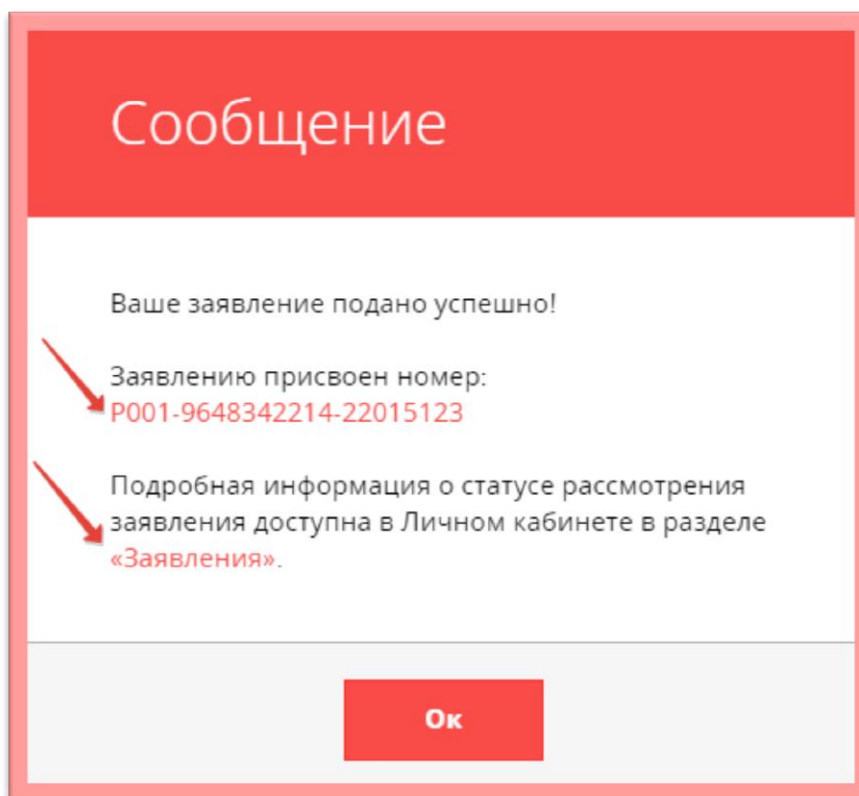 Сообщение
Ваше заявление подано успешно!
Заявлению присвоен номер:
P001-9648342214-22015123
Подробная информация о статусе рассмотрения
заявления доступна в Личном кабинете в разделе
«Заявления».
Ок